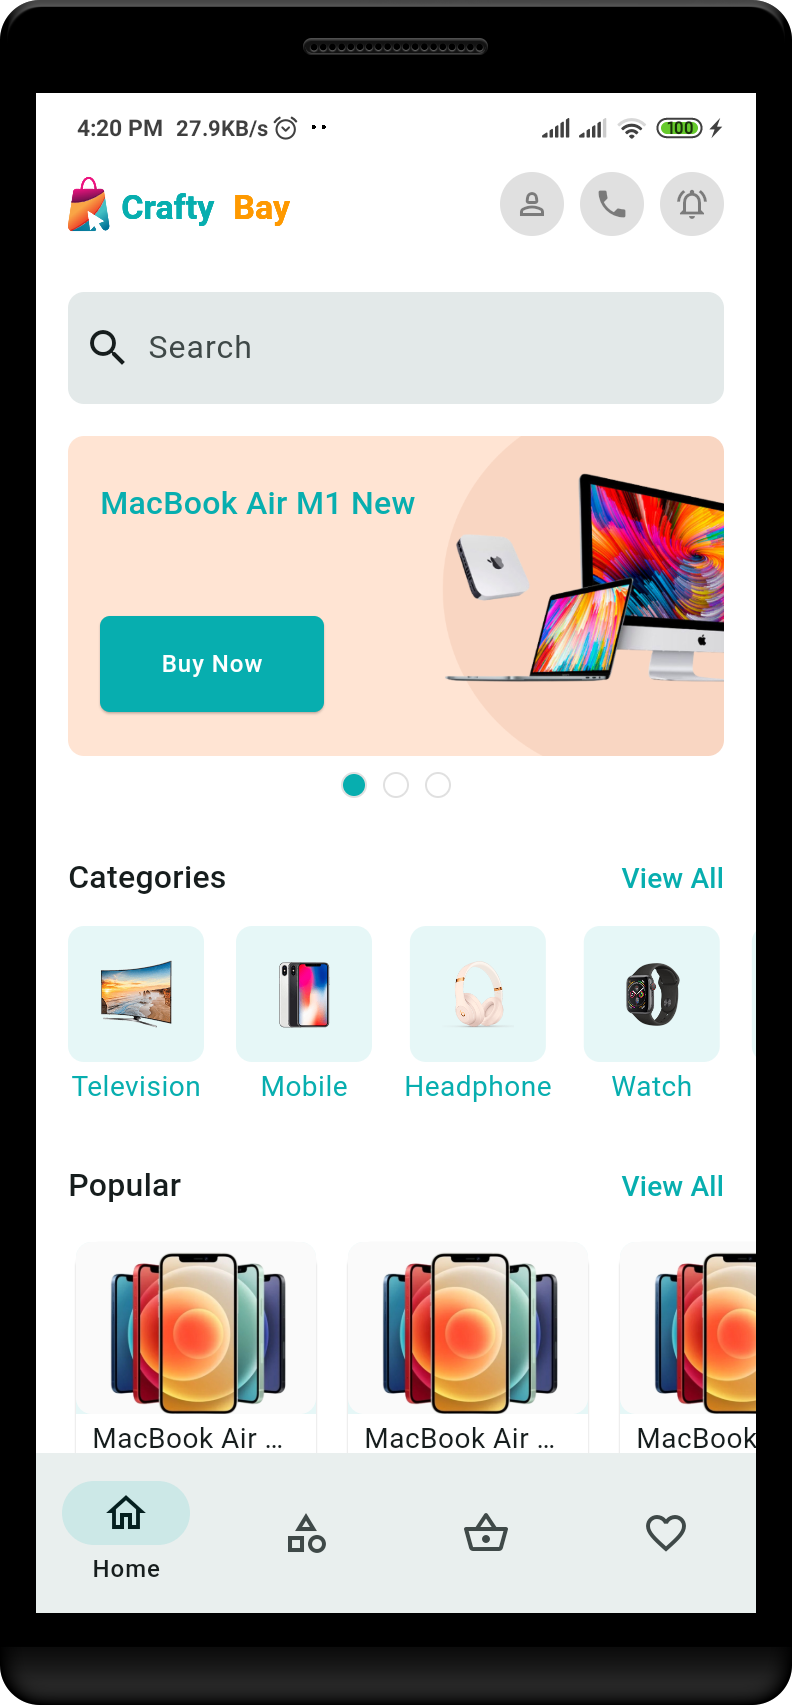 4:20 PM 27.9KB/s 100
Crafty Bay
Search
MacBook Air M1 New
Buy Now
Categories View All
Television Mobile Headphone Watch
Popular View All
MacBook Air ... MacBook Air ... MacBook
Home